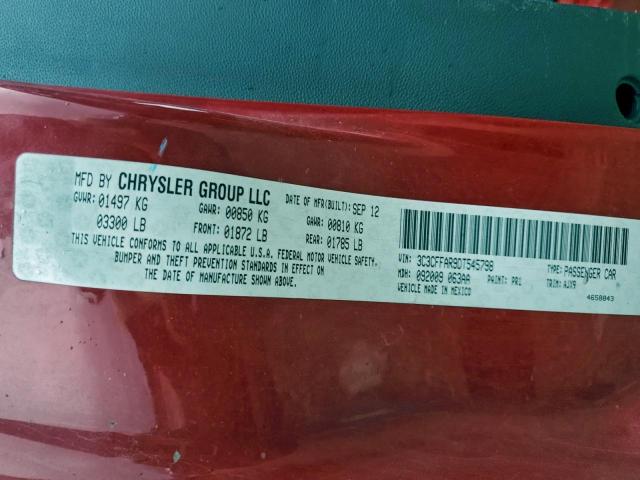 MFD BY CHRYSLER GROUP LLC DATE OF MFR(BUILT): SEP 12
GVWR: 01497 KG GAWR: 00850 KG GAWR: 00810 KG
03300 LB FRONT: 01872 LB REAR: 01785 LB
THIS VEHICLE CONFORMS TO ALL APPLICABLE U.S.A. FEDERAL MOTOR VEHICLE SAFETY,
BUMPER AND THEFT PREVENTION STANDARDS IN EFFECT ON
THE DATE OF MANUFACTURE SHOWN ABOVE.
VIN: 3C3CFFAR9DT545798 TYPE: PASSENGER CAR
MDH: 092009 063AA PAINT: PR1 TRIM: AJX9
VEHICLE MADE IN MEXICO 4658843